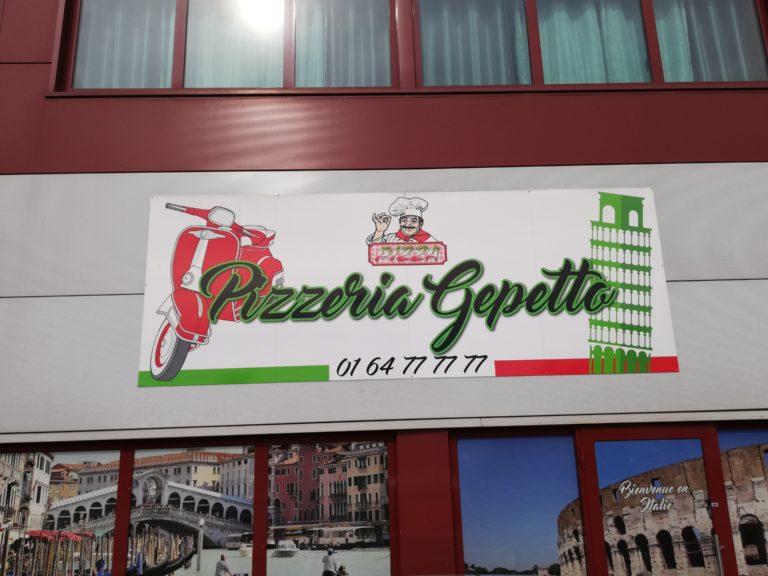 PIZZA
Pizzeria Gepetto
01 64 77 77 77
Bienvenue en
Italie